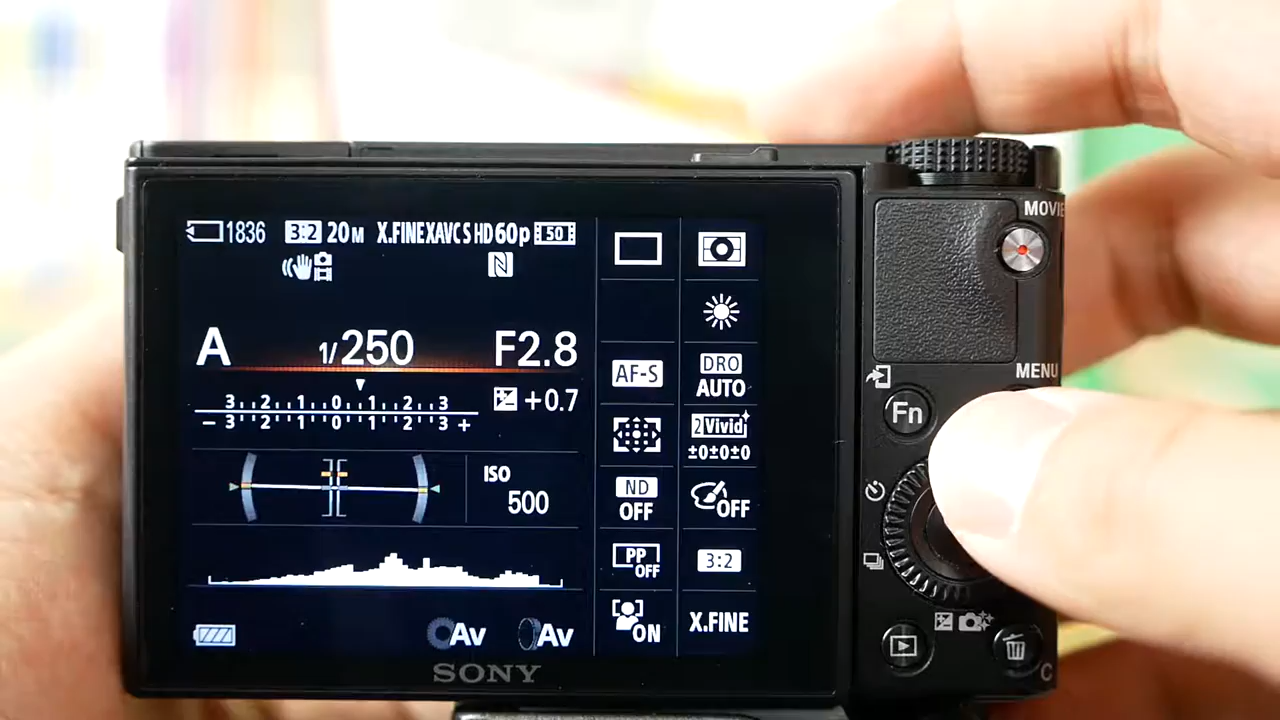 1836 3:2 20M X.FINE XAVC S HD 60p 50
N
A 1/250 F2.8
3 2 1 0 1 2 3
+0.7
− 3 2 1 0 1 2 3 +
ISO
500
Av Av
AF-S
ND
OFF
PP
OFF
ON
DRO
AUTO
2Vivid
±0±0±0
OFF
3:2
X.FINE
SONY
MOVIE
MENU
Fn
C